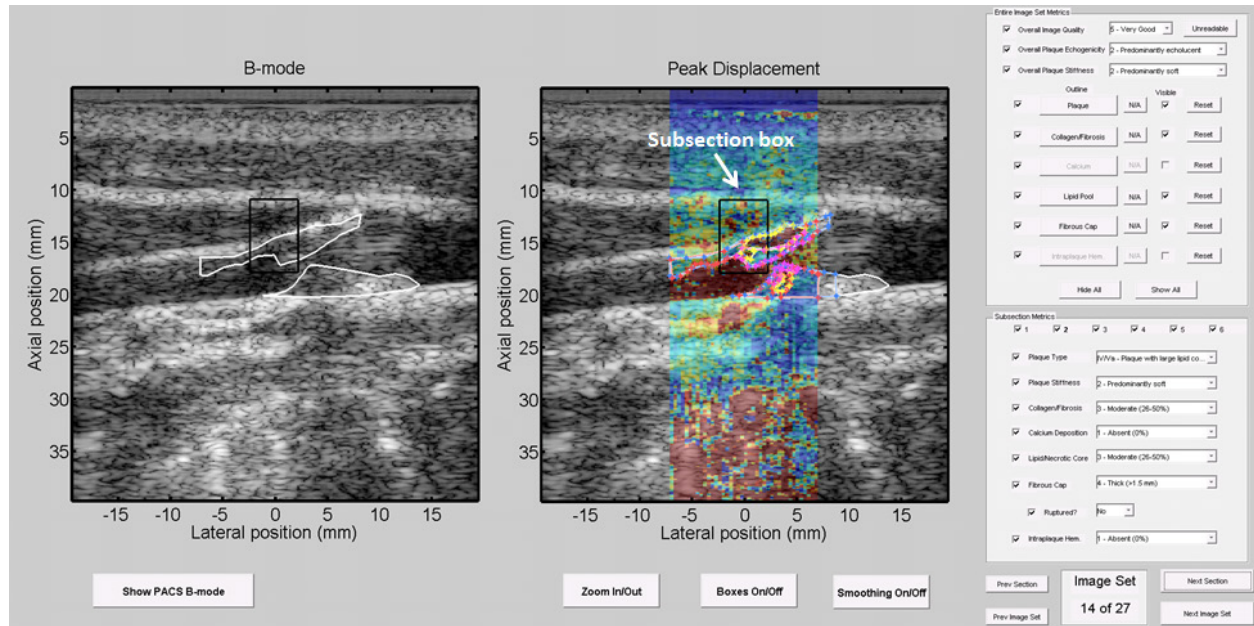 B-mode
5
10
15
20
25
30
35
Axial position (mm)
-15 -10 -5 0 5 10 15
Lateral position (mm)
Show PACS B-mode
Peak Displacement
Subsection box
5
10
15
20
25
30
35
Axial position (mm)
-15 -10 -5 0 5 10 15
Lateral position (mm)
Zoom In/Out Boxes On/Off Smoothing On/Off
Entire Image Set Metrics
Overall Image Quality 5 - Very Good Unreadable
Overall Plaque Echogenicity 2 - Predominantly echolucent
Overall Plaque Stiffness 2 - Predominantly soft
Outline Visible
Plaque N/A Reset
Collagen/Fibrosis N/A Reset
Calcium N/A Reset
Lipid Pool N/A Reset
Fibrous Cap N/A Reset
Intraplaque Hem. N/A Reset
Hide All Show All
Subsection Metrics
1 2 3 4 5 6
Plaque Type IV/Va - Plaque with large lipid co...
Plaque Stiffness 2 - Predominantly soft
Collagen/Fibrosis 3 - Moderate (26-50%)
Calcium Deposition 1 - Absent (0%)
Lipid/Necrotic Core 3 - Moderate (26-50%)
Fibrous Cap 4 - Thick (>1.5 mm)
Ruptured? No
Intraplaque Hem. 1 - Absent (0%)
Prev Section Image Set Next Section
Prev Image Set 14 of 27 Next Image Set